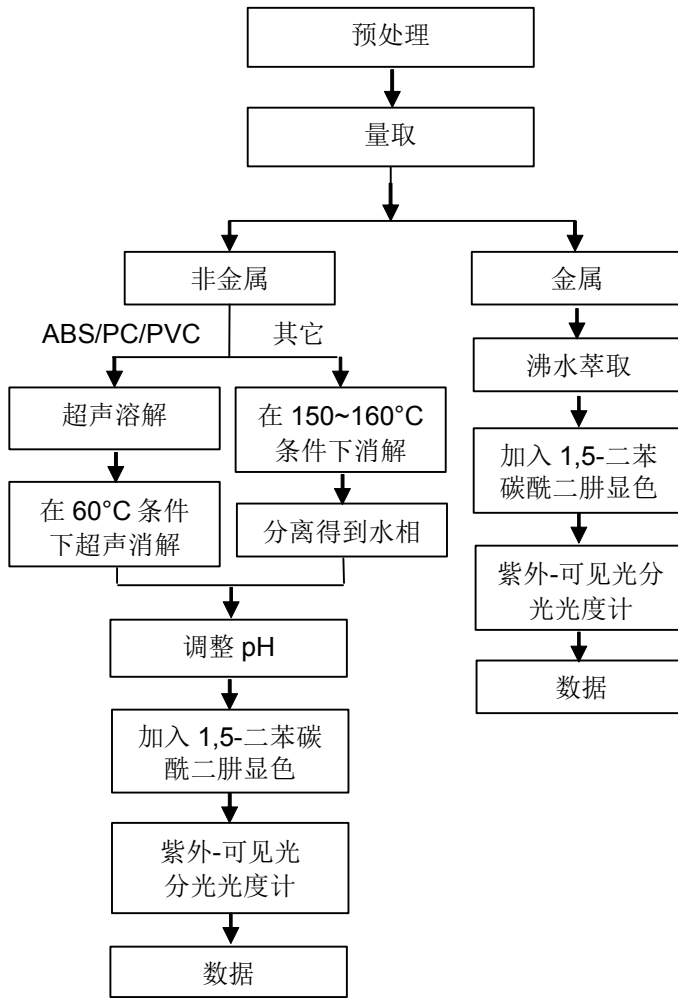 预处理
量取
非金属
金属
ABS/PC/PVC
其它
超声溶解
在 60°C 条件
下超声消解
在 150~160°C
条件下消解
分离得到水相
调整 pH
加入 1,5-二苯碳
酰二肼显色
紫外-可见光
分光光度计
数据
沸水萃取
加入 1,5-二苯
碳酰二肼显色
紫外-可见光分
光光度计
数据